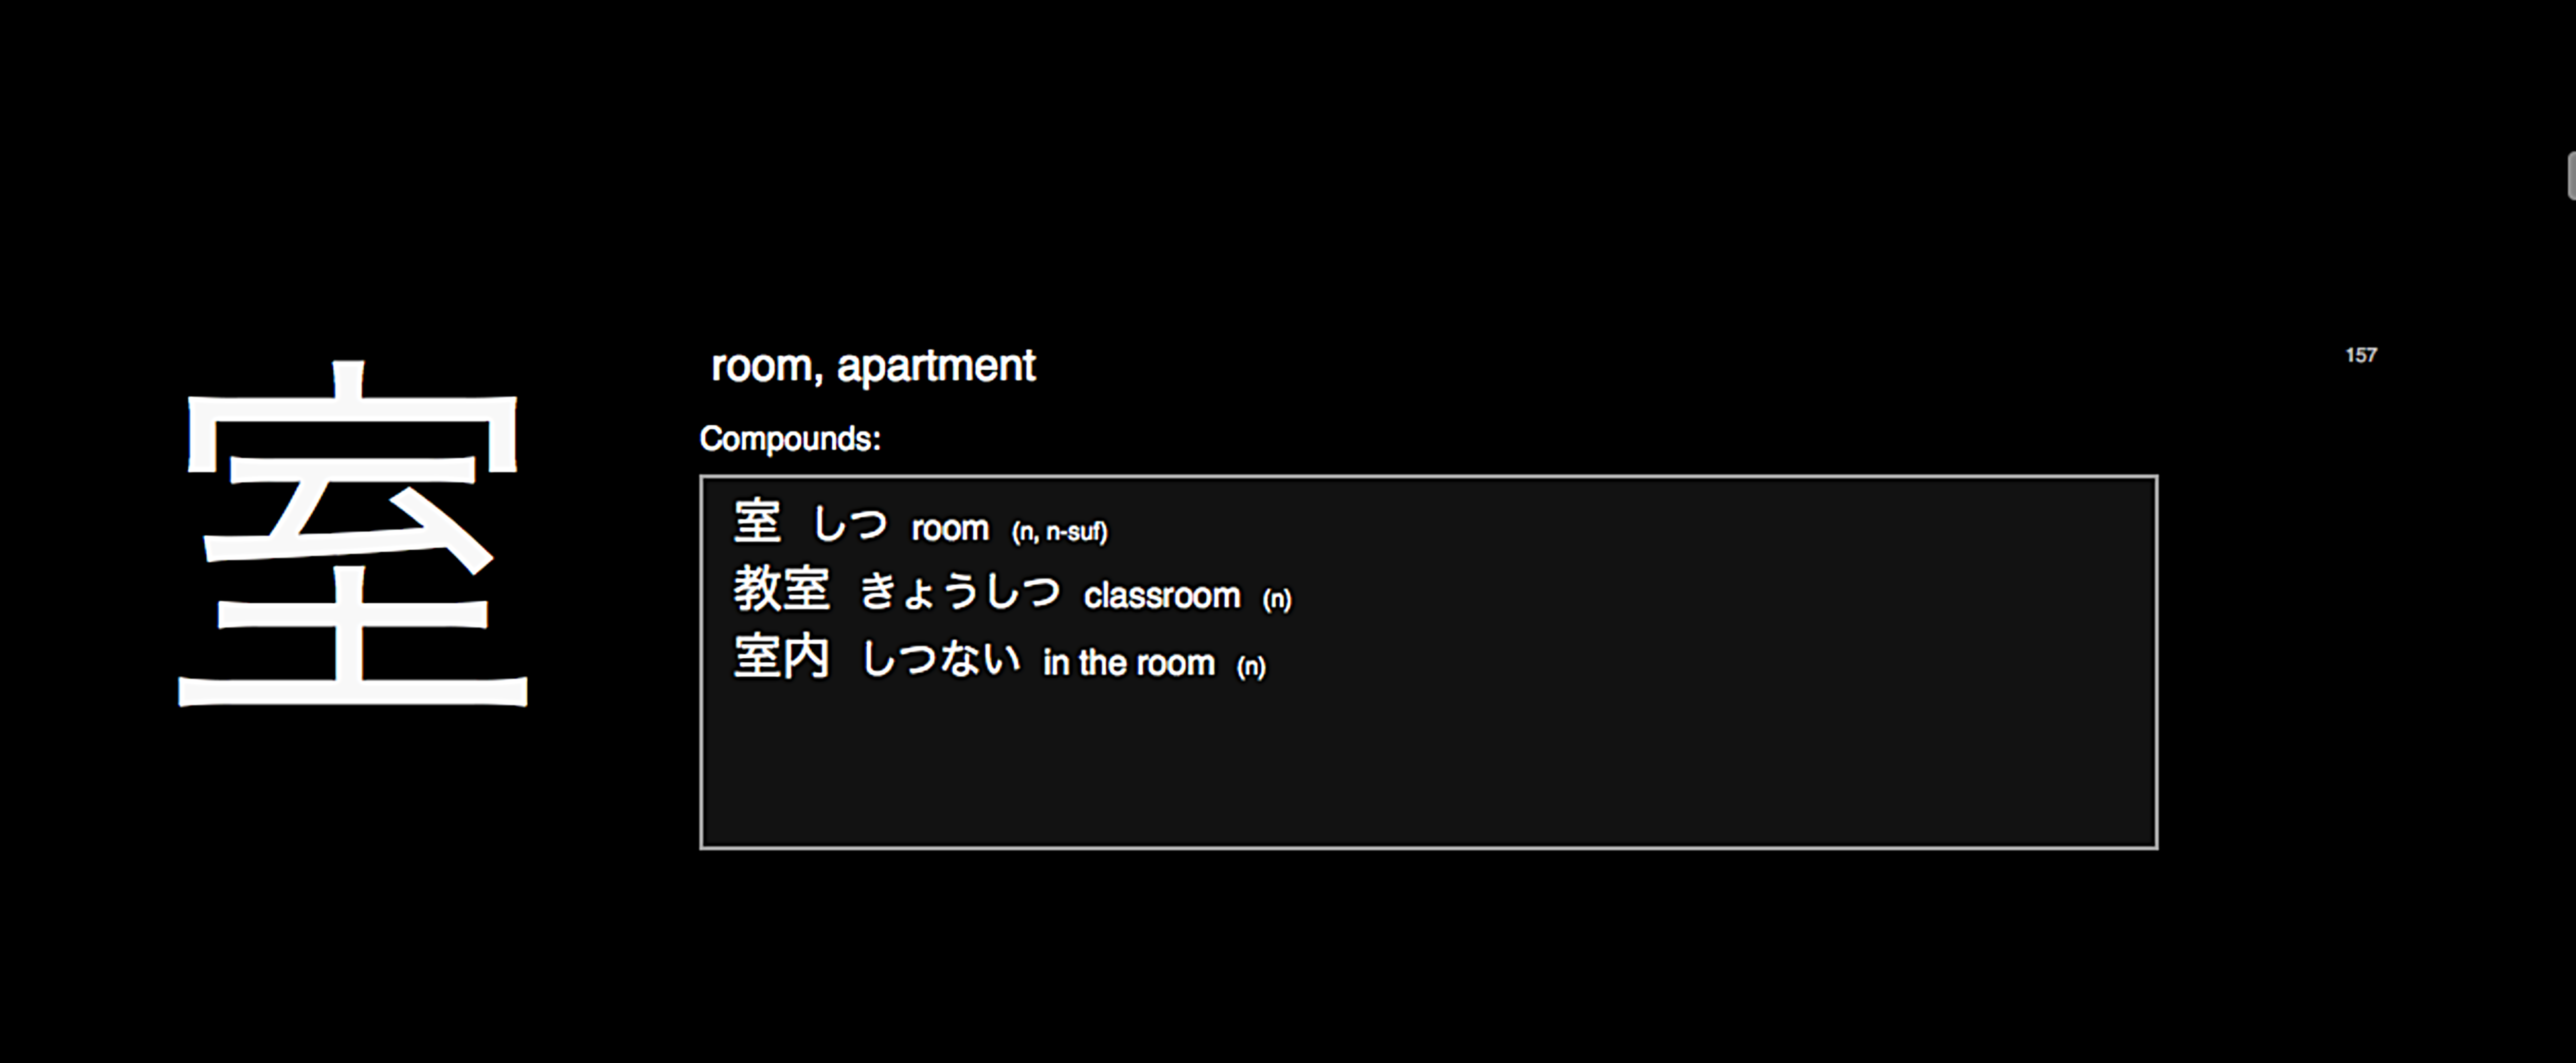 室
room, apartment
157
Compounds:
室 しつ room (n, n-suf)
教室 きょうしつ classroom (n)
室内 しつない in the room (n)